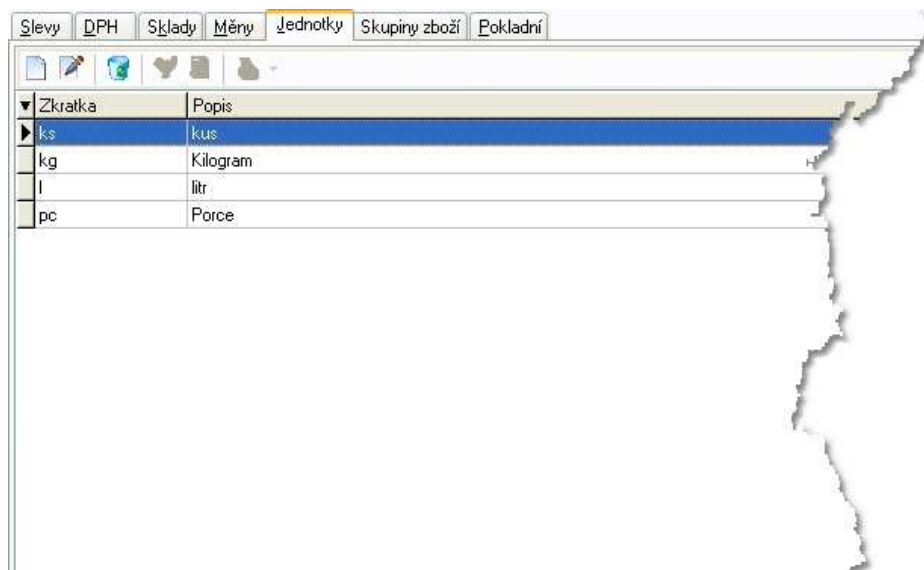 Slevy DPH Sklady Měny Jednotky Skupiny zboží Pokladní
Zkratka Popis
ks kus
kg Kilogram
l litr
pc Porce